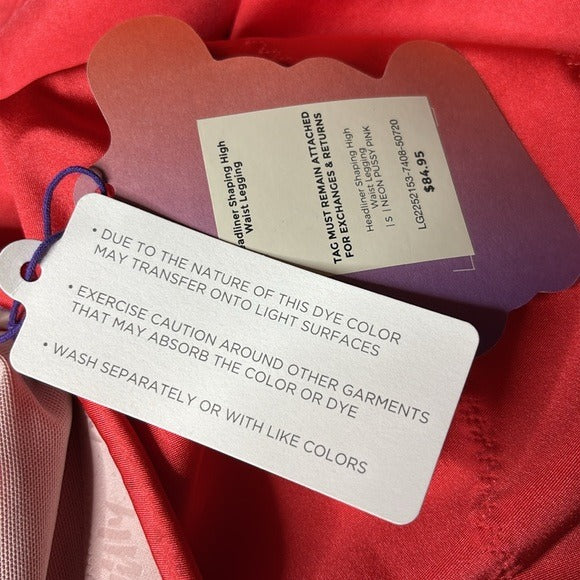 Headliner Shaping High
Waist Legging
TAG MUST REMAIN ATTACHED
FOR EXCHANGES & RETURNS
Headliner Shaping High
Waist Legging
| S | NEON PUSSY PINK
LG2252153-7408-50720
$84.95
• DUE TO THE NATURE OF THIS DYE COLOR
MAY TRANSFER ONTO LIGHT SURFACES
• EXERCISE CAUTION AROUND OTHER GARMENTS
THAT MAY ABSORB THE COLOR OR DYE
• WASH SEPARATELY OR WITH LIKE COLORS